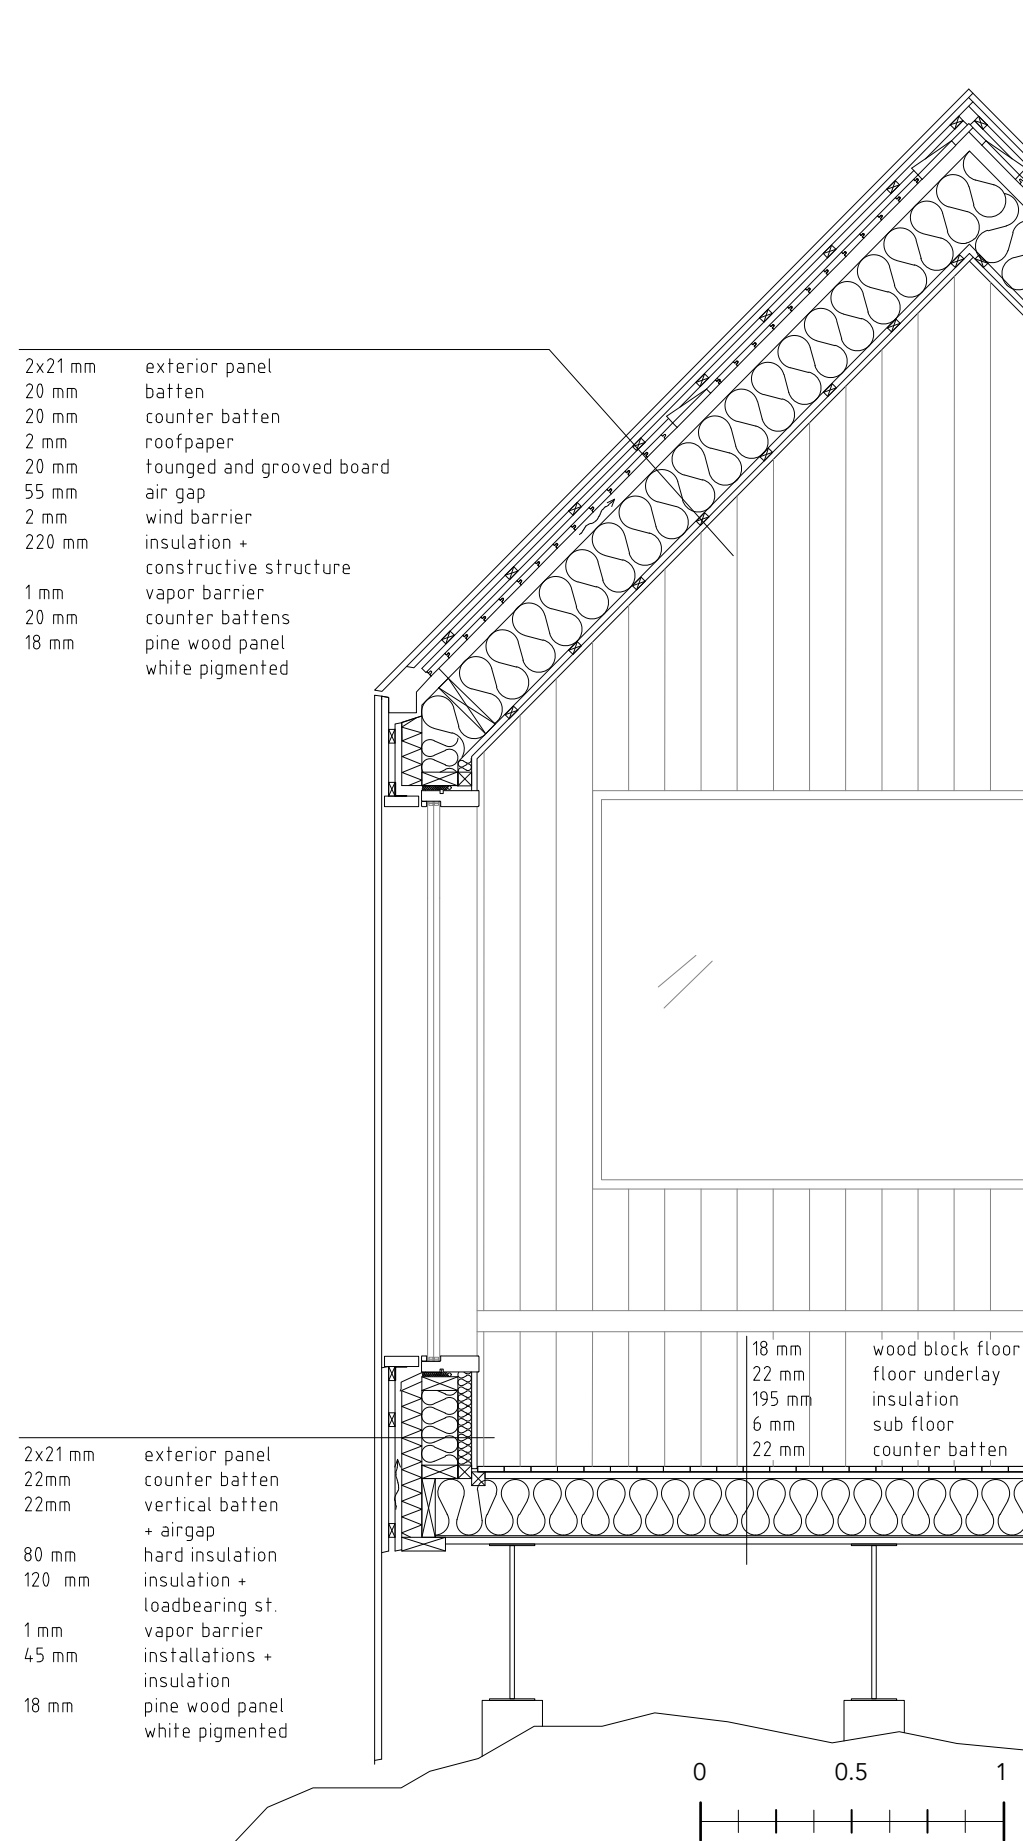 2x21 mm exterior panel
20 mm batten
20 mm counter batten
2 mm roofpaper
20 mm tounged and grooved board
55 mm air gap
2 mm wind barrier
220 mm insulation +
constructive structure
1 mm vapor barrier
20 mm counter battens
18 mm pine wood panel
white pigmented
18 mm wood block floor
22 mm floor underlay
195 mm insulation
6 mm sub floor
22 mm counter batten
2x21 mm exterior panel
22mm counter batten
22mm vertical batten
+ airgap
80 mm hard insulation
120 mm insulation +
loadbearing st.
1 mm vapor barrier
45 mm installations +
insulation
18 mm pine wood panel
white pigmented
0 0.5 1